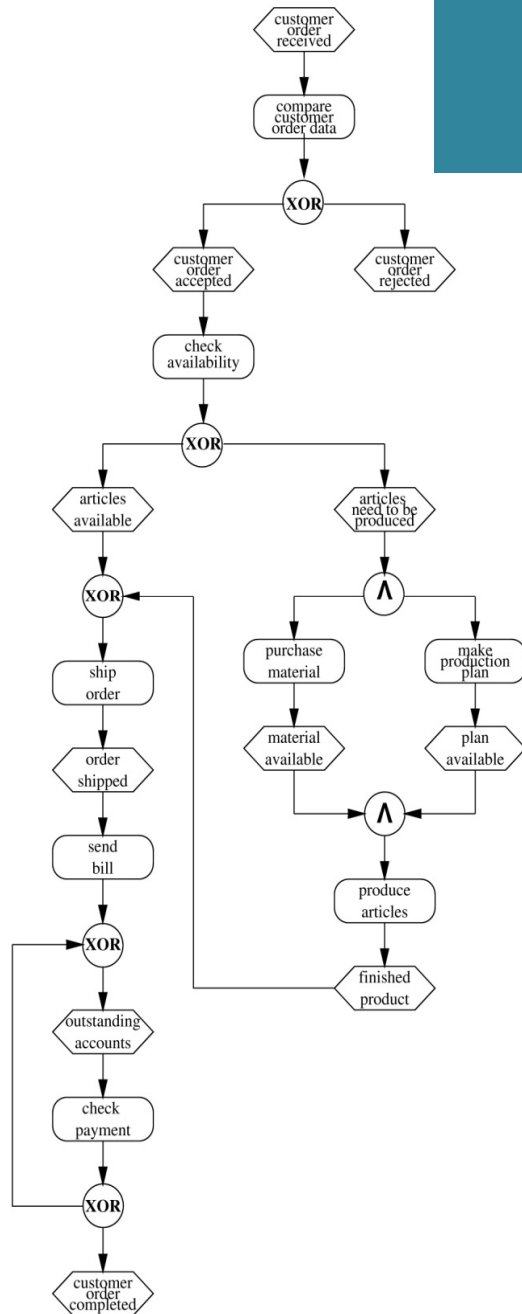 customer
order
received
compare
customer
order data
XOR
customer
order
accepted
customer
order
rejected
check
availability
XOR
articles
available
articles
need to be
produced
XOR
Λ
ship
order
purchase
material
make
production
plan
order
shipped
material
available
plan
available
Λ
send
bill
produce
articles
XOR
finished
product
outstanding
accounts
check
payment
XOR
customer
order
completed